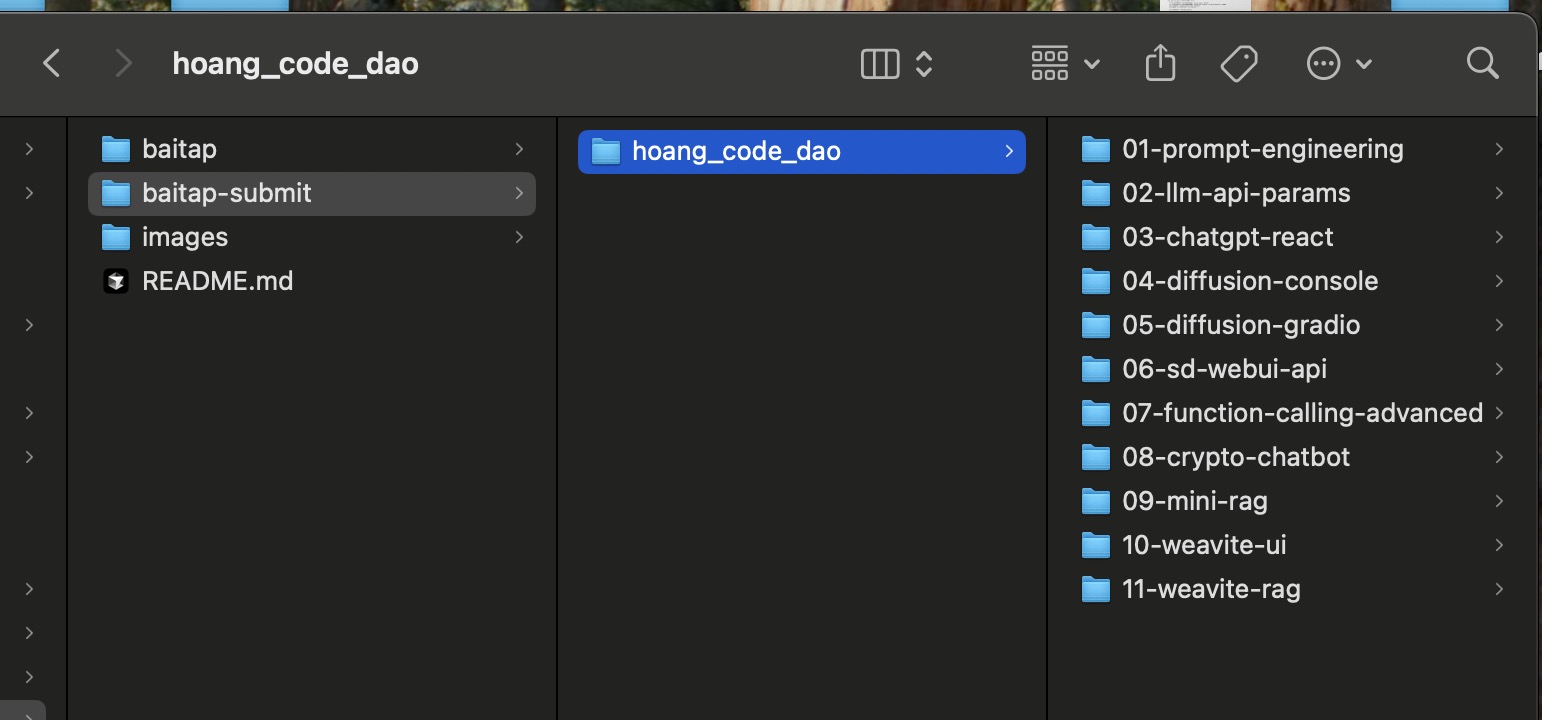 hoang_code_dao
baitap
baitap-submit
images
README.md
hoang_code_dao
01-prompt-engineering
02-llm-api-params
03-chatgpt-react
04-diffusion-console
05-diffusion-gradio
06-sd-webui-api
07-function-calling-advanced
08-crypto-chatbot
09-mini-rag
10-weavite-ui
11-weavite-rag